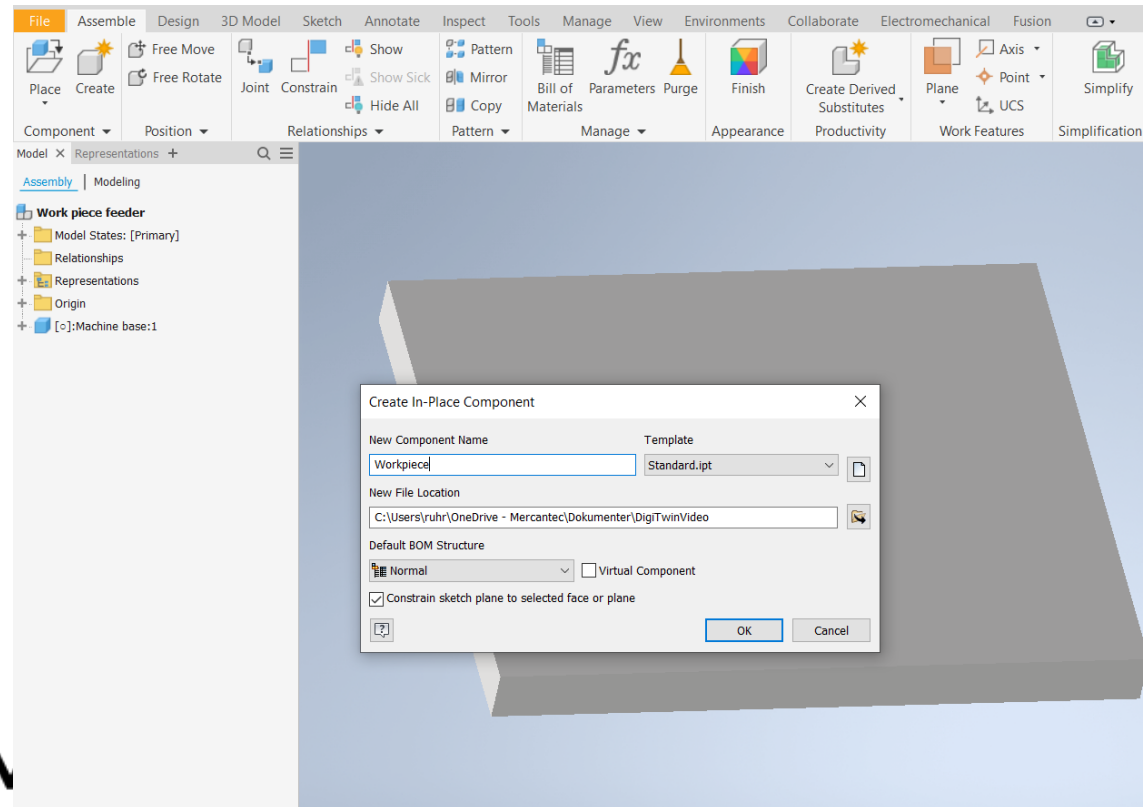 File Assemble Design 3D Model Sketch Annotate Inspect Tools Manage View Environments Collaborate Electromechanical Fusion
Place
Create
Free Move
Free Rotate
Joint
Constrain
Show
Show Sick
Hide All
Pattern
Mirror
Copy
Bill of
Materials
fx
Parameters
Purge
Finish
Create Derived
Substitutes
Plane
Axis
Point
UCS
Simplify
Component Position Relationships Pattern Manage Appearance Productivity Work Features Simplification
Model Representations
Assembly | Modeling
Work piece feeder
Model States: [Primary]
Relationships
Representations
Origin
[○]:Machine base:1
Create In-Place Component
New Component Name
Template
Workpiece
Standard.ipt
New File Location
C:\Users\ruhr\OneDrive - Mercantec\Dokumenter\DigiTwinVideo
Default BOM Structure
Normal
Virtual Component
Constrain sketch plane to selected face or plane
OK
Cancel